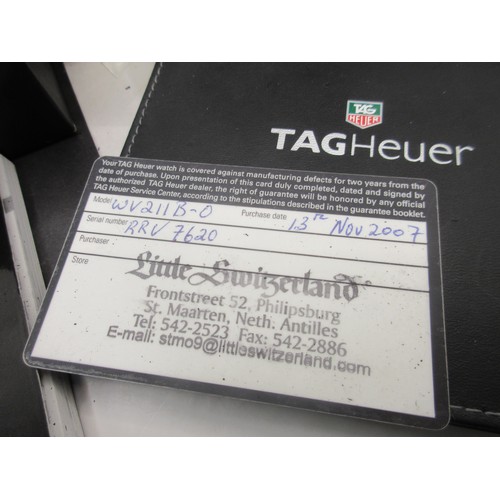 TAG
HEUER
TAGHeuer
Your TAG Heuer watch is covered against manufacturing defects for two years from the
date of purchase. Upon presentation of this card duly completed, dated and signed by
the authorized TAG Heuer dealer, the right of guarantee will be honored by any official
TAG Heuer Service Center, according to the stipulations described in the guarantee booklet.
Model WV211B-0 Purchase date 13th Nov 2007
Serial number RRV 7620
Purchaser
Store
Little Switzerland
Frontstreet 52, Philipsburg
St. Maarten, Neth. Antilles
Tel: 542-2523 Fax: 542-2886
E-mail: stmo9@littleswitzerland.com